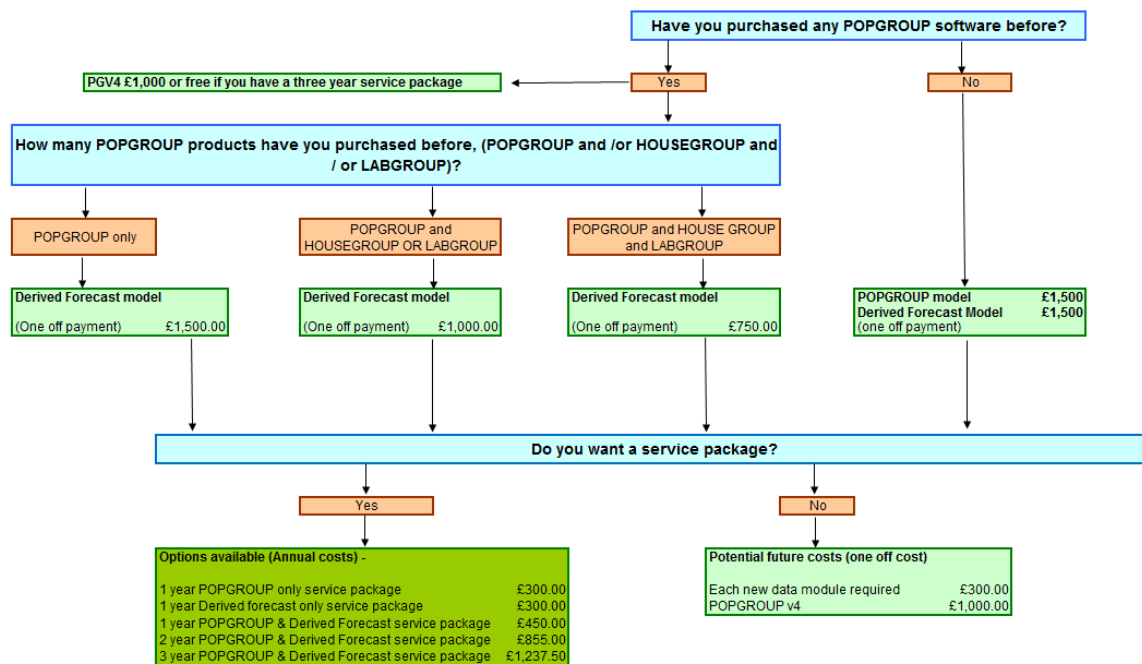 Have you purchased any POPGROUP software before?
PGV4 £1,000 or free if you have a three year service package
Yes
No
How many POPGROUP products have you purchased before, (POPGROUP and /or HOUSEGROUP and
/ or LABGROUP)?
POPGROUP only
POPGROUP and
HOUSEGROUP OR LABGROUP
POPGROUP and HOUSE GROUP
and LABGROUP
Derived Forecast model
(One off payment) £1,500.00
Derived Forecast model
(One off payment) £1,000.00
Derived Forecast model
(One off payment) £750.00
POPGROUP model £1,500
Derived Forecast Model £1,500
(one off payment)
Do you want a service package?
Yes
No
Options available (Annual costs) -
1 year POPGROUP only service package £300.00
1 year Derived forecast only service package £300.00
1 year POPGROUP & Derived Forecast service package £450.00
2 year POPGROUP & Derived Forecast service package £855.00
3 year POPGROUP & Derived Forecast service package £1,237.50
Potential future costs (one off cost)
Each new data module required £300.00
POPGROUP v4 £1,000.00